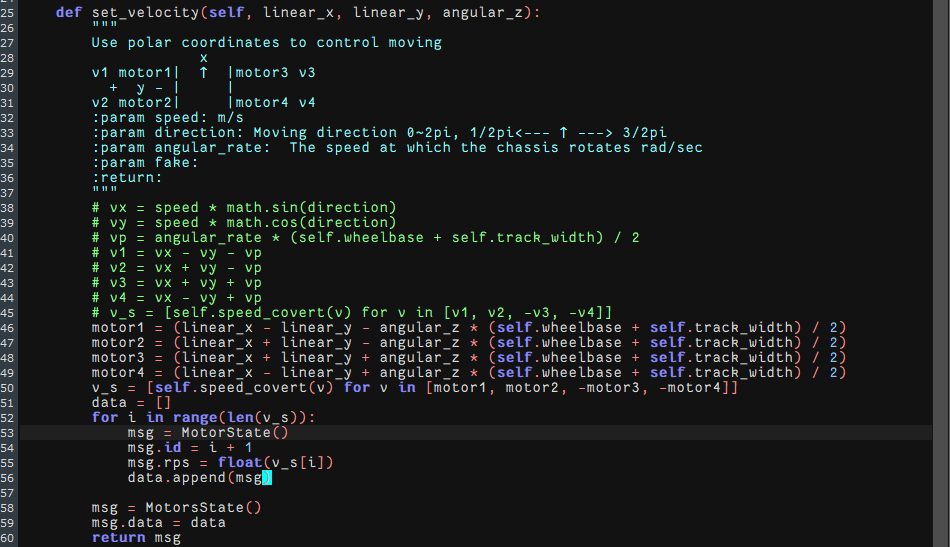 25 def set_velocity(self, linear_x, linear_y, angular_z):
26 """
27 Use polar coordinates to control moving
28 x
29 v1 motor1| ↑ |motor3 v3
30 + y - | |
31 v2 motor2| |motor4 v4
32 :param speed: m/s
33 :param direction: Moving direction 0~2pi, 1/2pi<--- ↑ ---> 3/2pi
34 :param angular_rate:  The speed at which the chassis rotates rad/sec
35 :param fake:
36 :return:
37 """
38 # vx = speed * math.sin(direction)
39 # vy = speed * math.cos(direction)
40 # vp = angular_rate * (self.wheelbase + self.track_width) / 2
41 # v1 = vx - vy - vp
42 # v2 = vx + vy - vp
43 # v3 = vx + vy + vp
44 # v4 = vx - vy + vp
45 # v_s = [self.speed_covert(v) for v in [v1, v2, -v3, -v4]]
46 motor1 = (linear_x - linear_y - angular_z * (self.wheelbase + self.track_width) / 2)
47 motor2 = (linear_x + linear_y - angular_z * (self.wheelbase + self.track_width) / 2)
48 motor3 = (linear_x + linear_y + angular_z * (self.wheelbase + self.track_width) / 2)
49 motor4 = (linear_x - linear_y + angular_z * (self.wheelbase + self.track_width) / 2)
50 v_s = [self.speed_covert(v) for v in [motor1, motor2, -motor3, -motor4]]
51 data = []
52 for i in range(len(v_s)):
53 msg = MotorState()
54 msg.id = i + 1
55 msg.rps = float(v_s[i])
56 data.append(msg)
57
58 msg = MotorsState()
59 msg.data = data
60 return msg